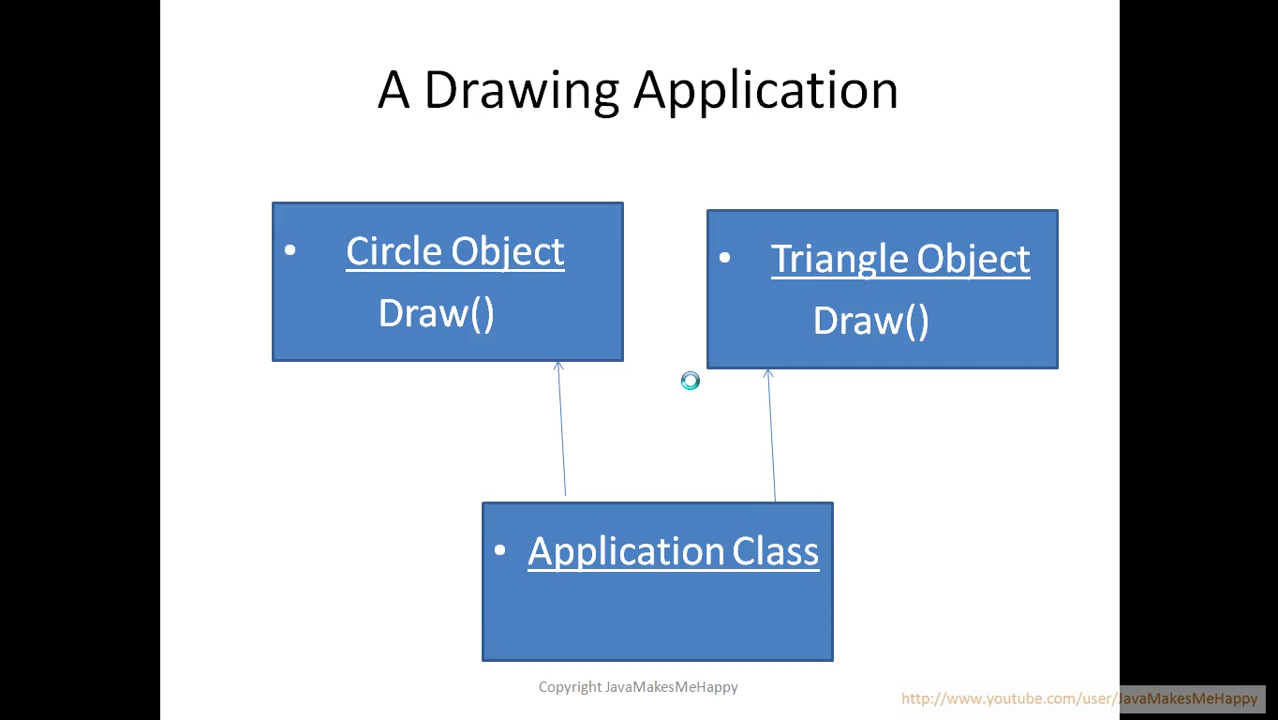 A Drawing Application
• Circle Object
Draw()
• Triangle Object
Draw()
• Application Class
Copyright JavaMakesMeHappy
http://www.youtube.com/user/JavaMakesMeHappy